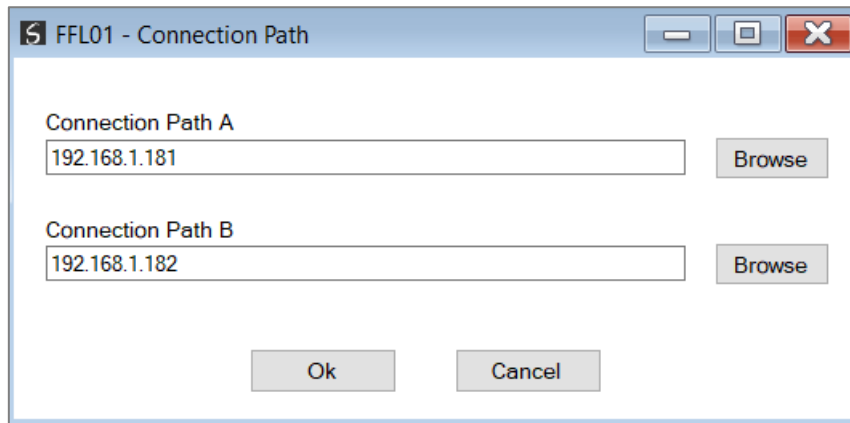 FFL01 - Connection Path
Connection Path A
192.168.1.181
Browse
Connection Path B
192.168.1.182
Browse
Ok Cancel